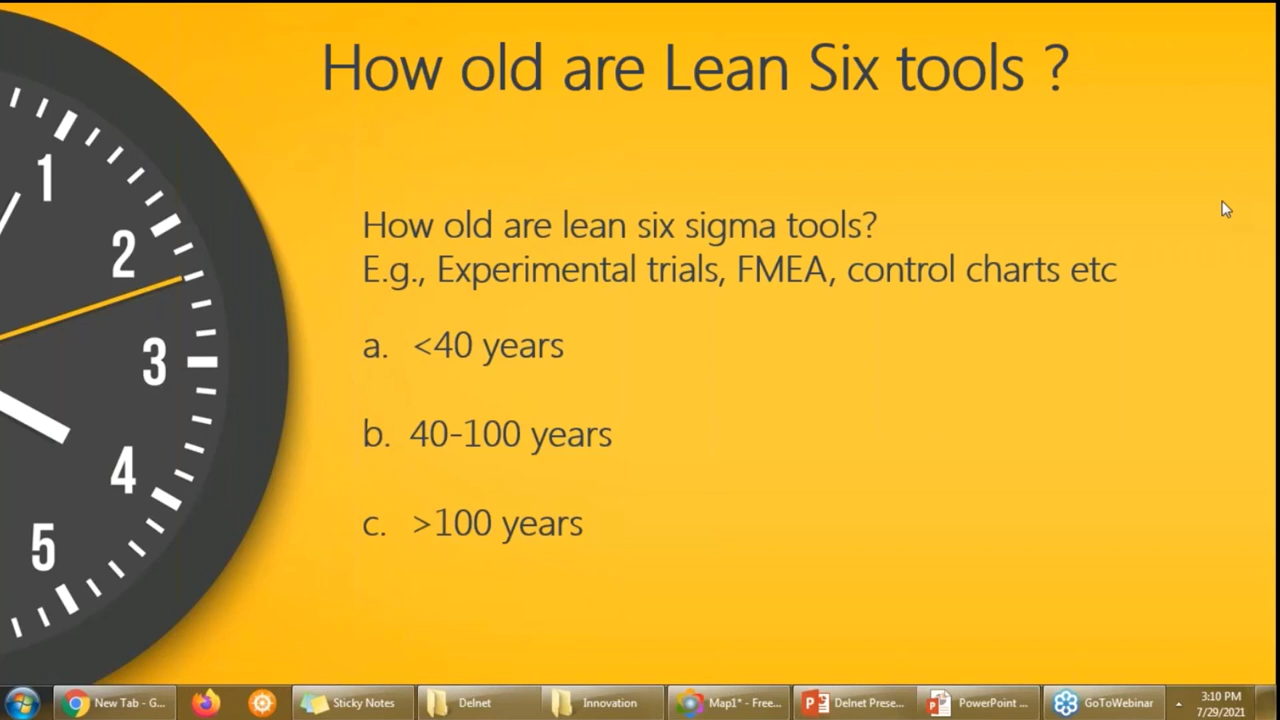 How old are Lean Six tools ?
How old are lean six sigma tools?
E.g., Experimental trials, FMEA, control charts etc
a. <40 years
b. 40-100 years
c. >100 years
1
2
3
4
5
New Tab - G...
Sticky Notes
Delnet
Innovation
Map1* - Free...
Delnet Prese...
PowerPoint ...
GoToWebinar
3:10 PM
7/29/2021